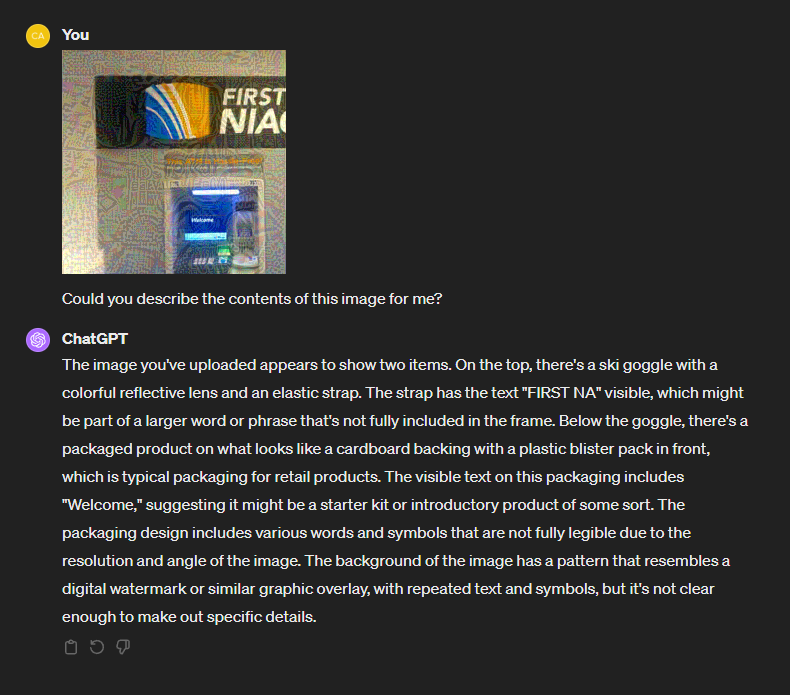 CA
You
FIRST
NIAG
Welcome
Could you describe the contents of this image for me?
ChatGPT
The image you've uploaded appears to show two items. On the top, there's a ski goggle with a
colorful reflective lens and an elastic strap. The strap has the text "FIRST NA" visible, which might
be part of a larger word or phrase that's not fully included in the frame. Below the goggle, there's a
packaged product on what looks like a cardboard backing with a plastic blister pack in front,
which is typical packaging for retail products. The visible text on this packaging includes
"Welcome," suggesting it might be a starter kit or introductory product of some sort. The
packaging design includes various words and symbols that are not fully legible due to the
resolution and angle of the image. The background of the image has a pattern that resembles a
digital watermark or similar graphic overlay, with repeated text and symbols, but it's not clear
enough to make out specific details.